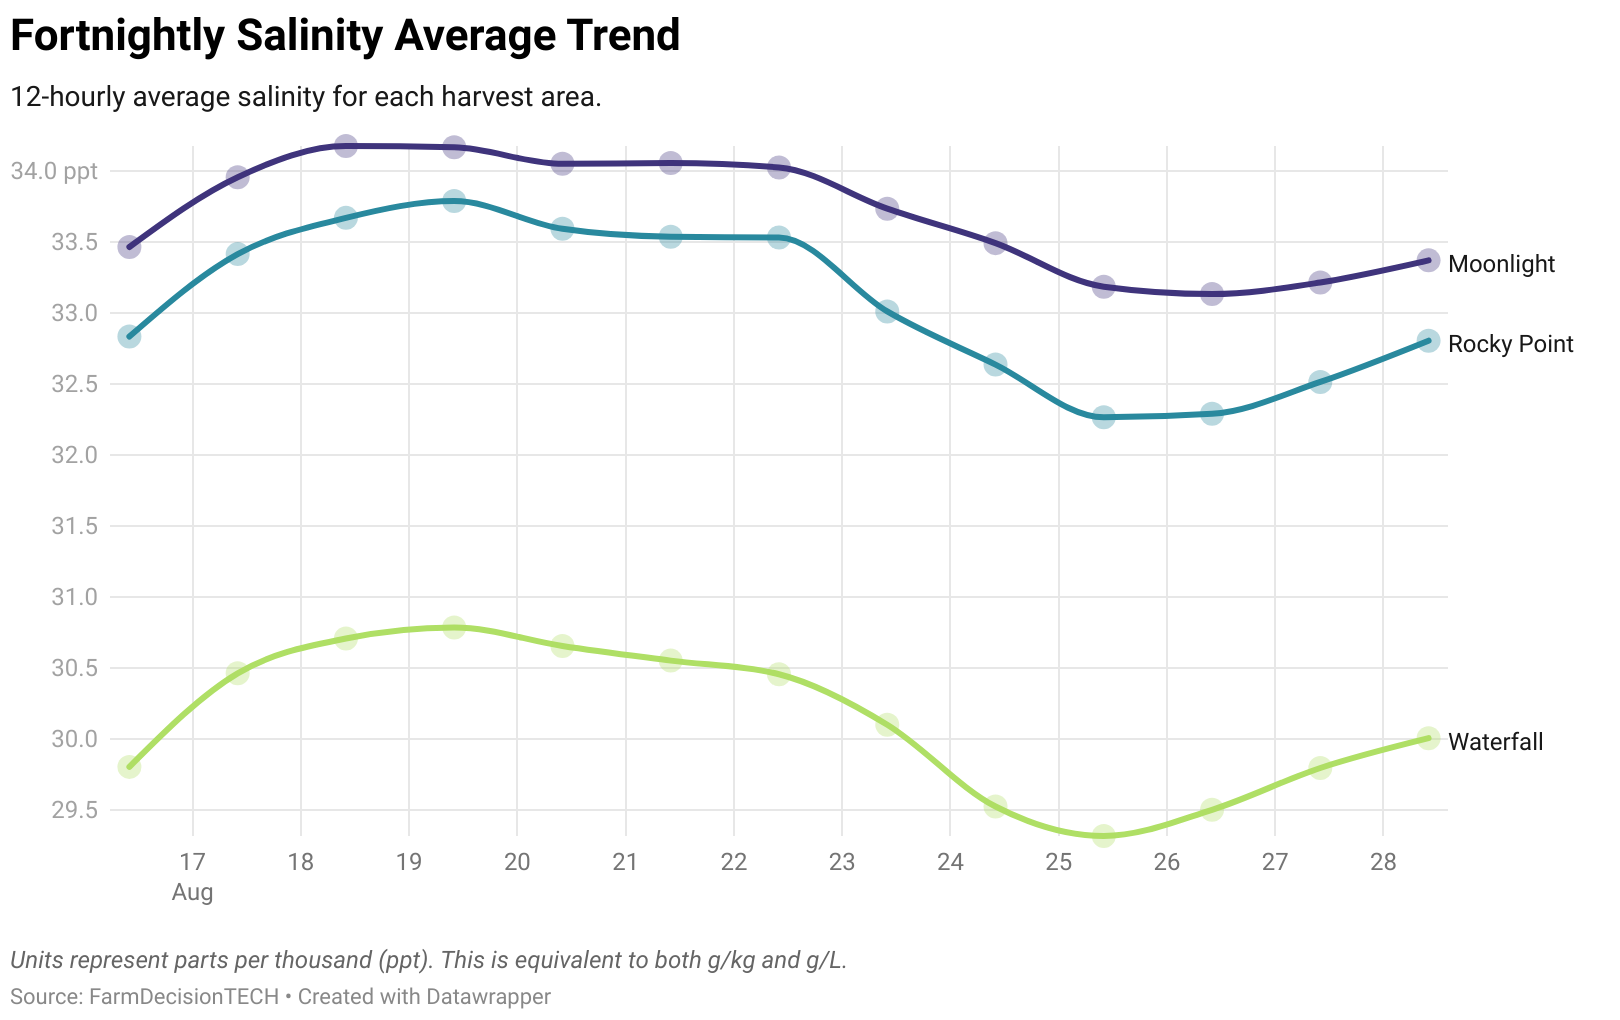 Fortnightly Salinity Average Trend
12-hourly average salinity for each harvest area.
34.0 ppt
33.5
33.0
32.5
32.0
31.5
31.0
30.5
30.0
29.5
Moonlight
Rocky Point
Waterfall
17 18 19 20 21 22 23 24 25 26 27 28
Aug
Units represent parts per thousand (ppt). This is equivalent to both g/kg and g/L.
Source: FarmDecisionTECH • Created with Datawrapper